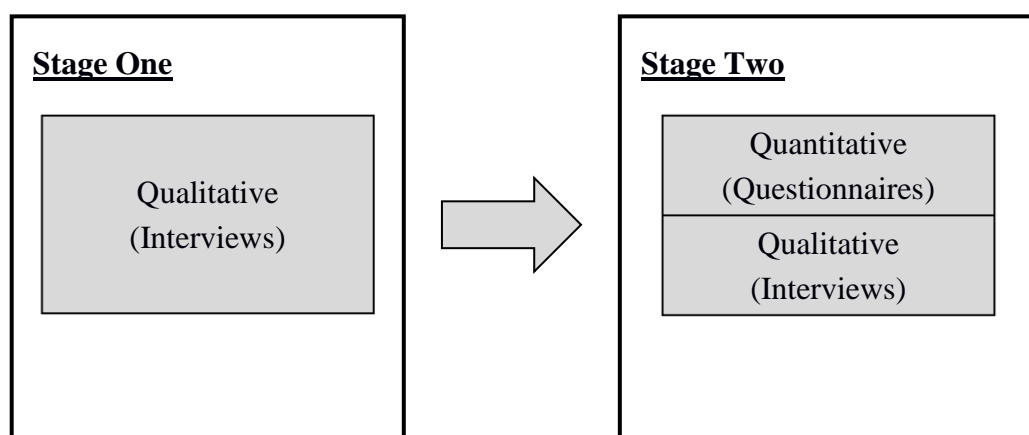 Stage One
Qualitative
(Interviews)
Stage Two
Quantitative
(Questionnaires)
Qualitative
(Interviews)